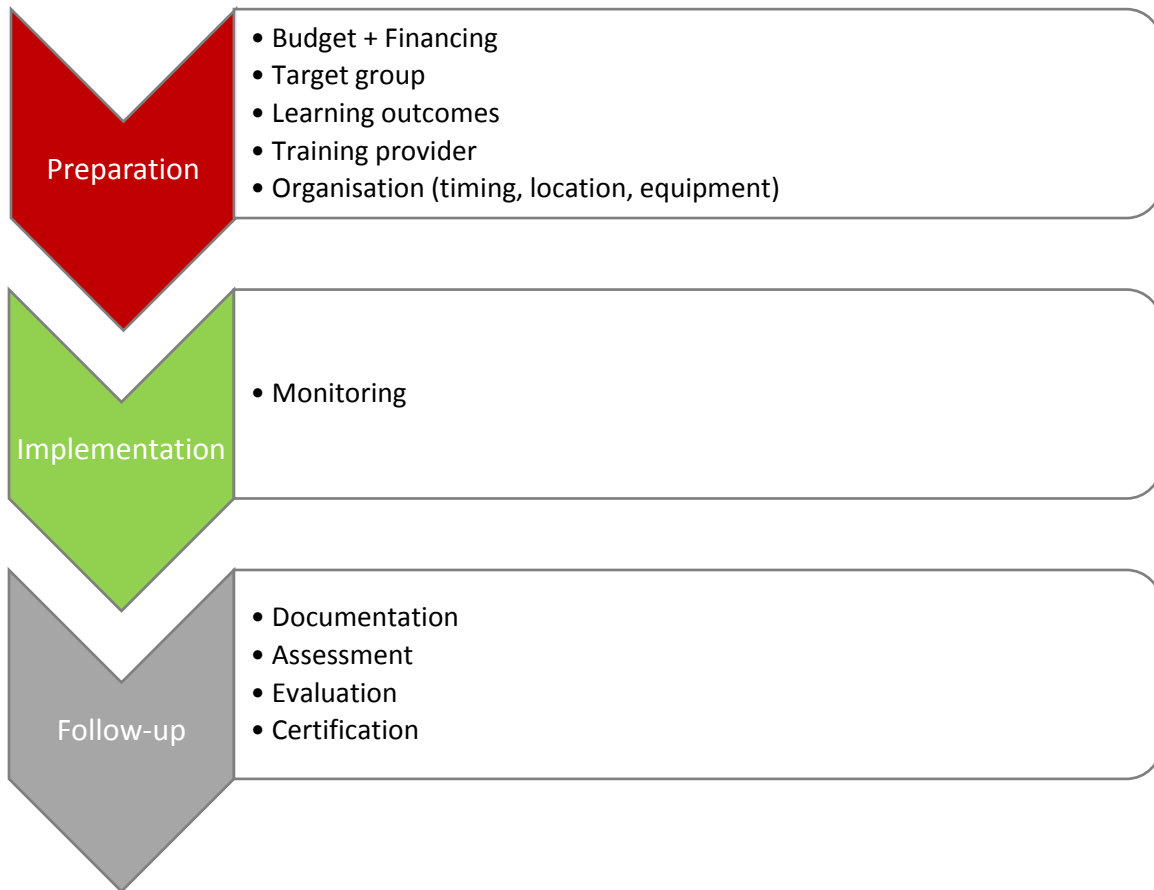 Preparation
• Budget + Financing
• Target group
• Learning outcomes
• Training provider
• Organisation (timing, location, equipment)
Implementation
• Monitoring
Follow-up
• Documentation
• Assessment
• Evaluation
• Certification